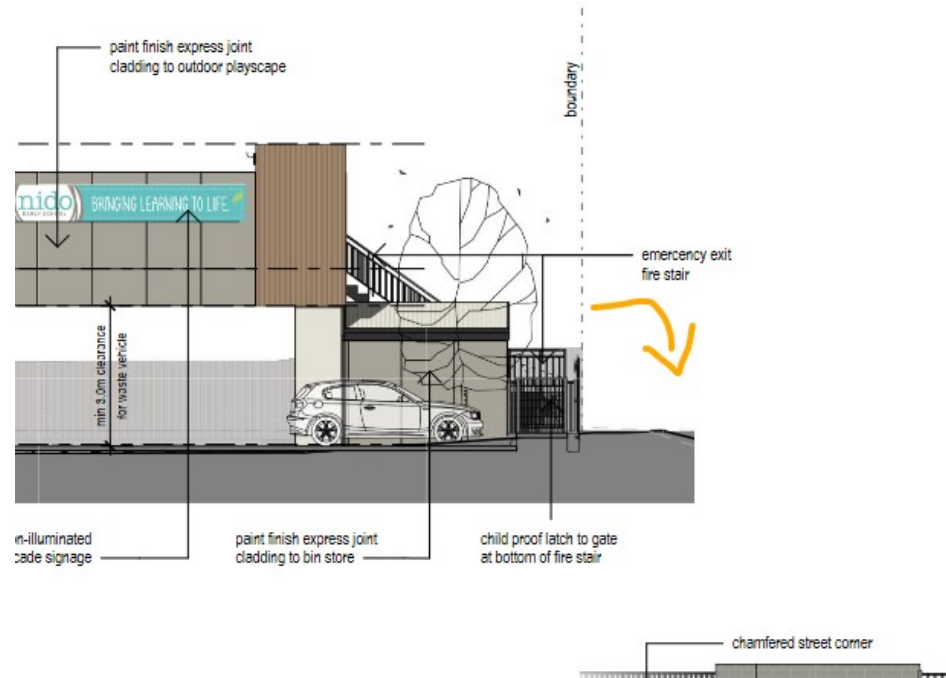 paint finish express joint
cladding to outdoor playscape
boundary
nido
EARLY SCHOOL
BRINGING LEARNING TO LIFE.
emercency exit
fire stair
min 3.0m clearance
for waste vehicle
n-illuminated
cade signage
paint finish express joint
cladding to bin store
child proof latch to gate
at bottom of fire stair
chamfered street corner